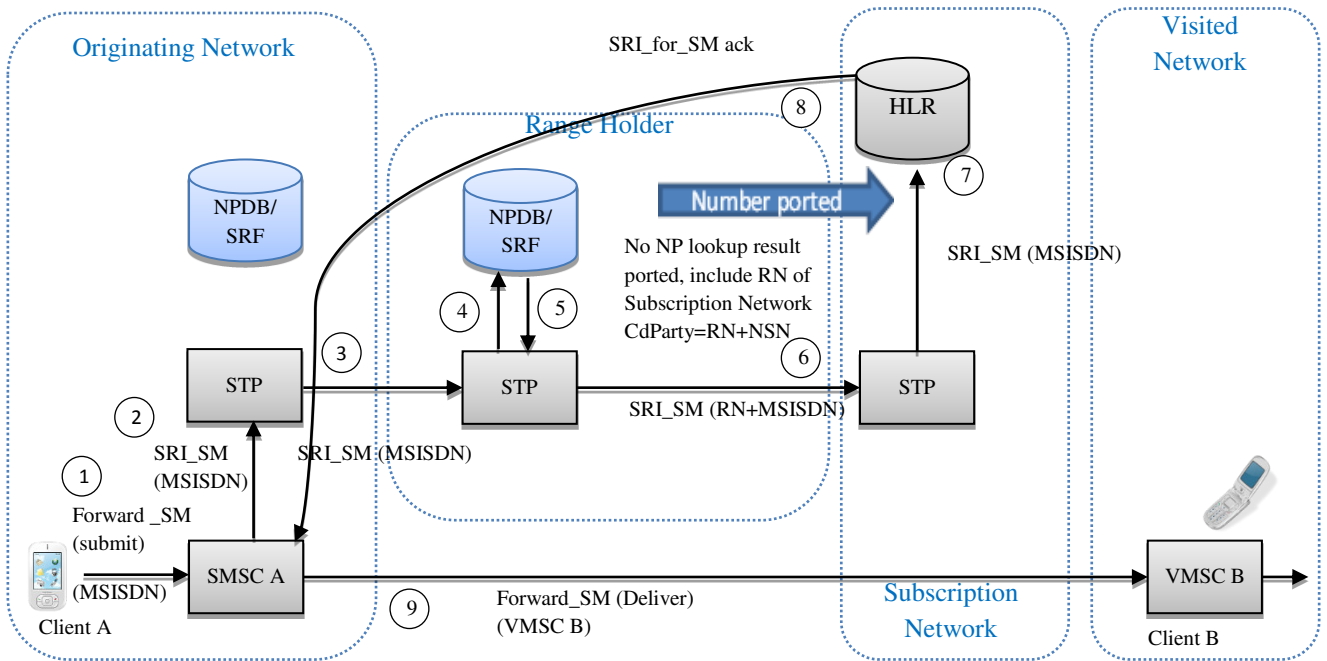 Originating Network
SRI_for_SM ack
Visited
Network
8
HLR
Range Holder
7
NPDB/
SRF
NPDB/
SRF
Number ported
No NP lookup result
ported, include RN of
Subscription Network
CdParty=RN+NSN
SRI_SM (MSISDN)
4
5
3
6
STP
STP
STP
SRI_SM (RN+MSISDN)
2
SRI_SM
(MSISDN)
SRI_SM (MSISDN)
1
Forward _SM
(submit)
(MSISDN)
SMSC A
VMSC B
Client A
9
Forward_SM (Deliver)
(VMSC B)
Subscription
Network
Client B